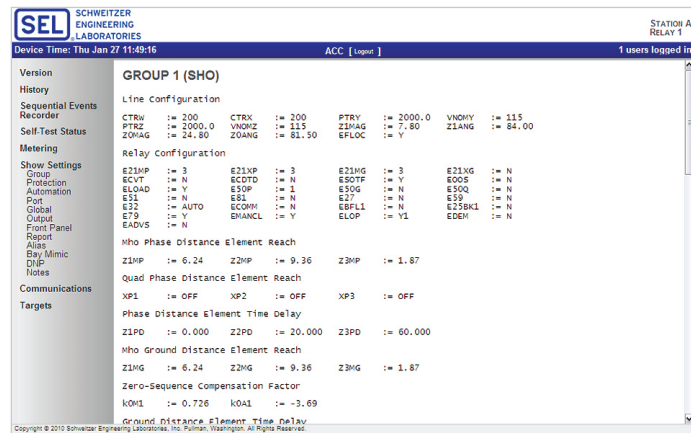 SEL SCHWEITZER
ENGINEERING
LABORATORIES
STATION A
RELAY 1
Device Time: Thu Jan 27 11:49:16 ACC [ Logout ] 1 users logged in
Version
History
Sequential Events
Recorder
Self-Test Status
Metering
Show Settings
Group
Protection
Automation
Port
Global
Output
Front Panel
Report
Alias
Bay Mimic
DNP
Notes
Communications
Targets
GROUP 1 (SHO)
Line Configuration
CTRW := 200 CTRX := 200 PTRY := 2000.0 VNOMY := 115
PTRZ := 2000.0 VNOMZ := 115 Z1MAG := 7.80 Z1ANG := 84.00
Z0MAG := 24.80 Z0ANG := 81.50 EFLOC := Y
Relay Configuration
E21MP := 3 E21XP := 3 E21MG := 3 E21XG := N
ECVT := N ECDTD := N ESOTF := Y EOOS := N
ELOAD := Y E50P := 1 E50G := N E50Q := N
E51 := N E81 := N E27 := N E59 := N
E32 := AUTO ECOMM := N EBFL1 := N E25BK1 := N
E79 := Y EMANCL := Y ELOP := Y1 EDEM := N
EADVS := N
Mho Phase Distance Element Reach
Z1MP := 6.24 Z2MP := 9.36 Z3MP := 1.87
Quad Phase Distance Element Reach
XP1 := OFF XP2 := OFF XP3 := OFF
Phase Distance Element Time Delay
Z1PD := 0.000 Z2PD := 20.000 Z3PD := 60.000
Mho Ground Distance Element Reach
Z1MG := 6.24 Z2MG := 9.36 Z3MG := 1.87
Zero-Sequence Compensation Factor
k0M1 := 0.726 k0A1 := -3.69
Ground Distance Element Time Delay
Copyright © 2010 Schweitzer Engineering Laboratories, Inc. Pullman, Washington. All Rights Reserved.